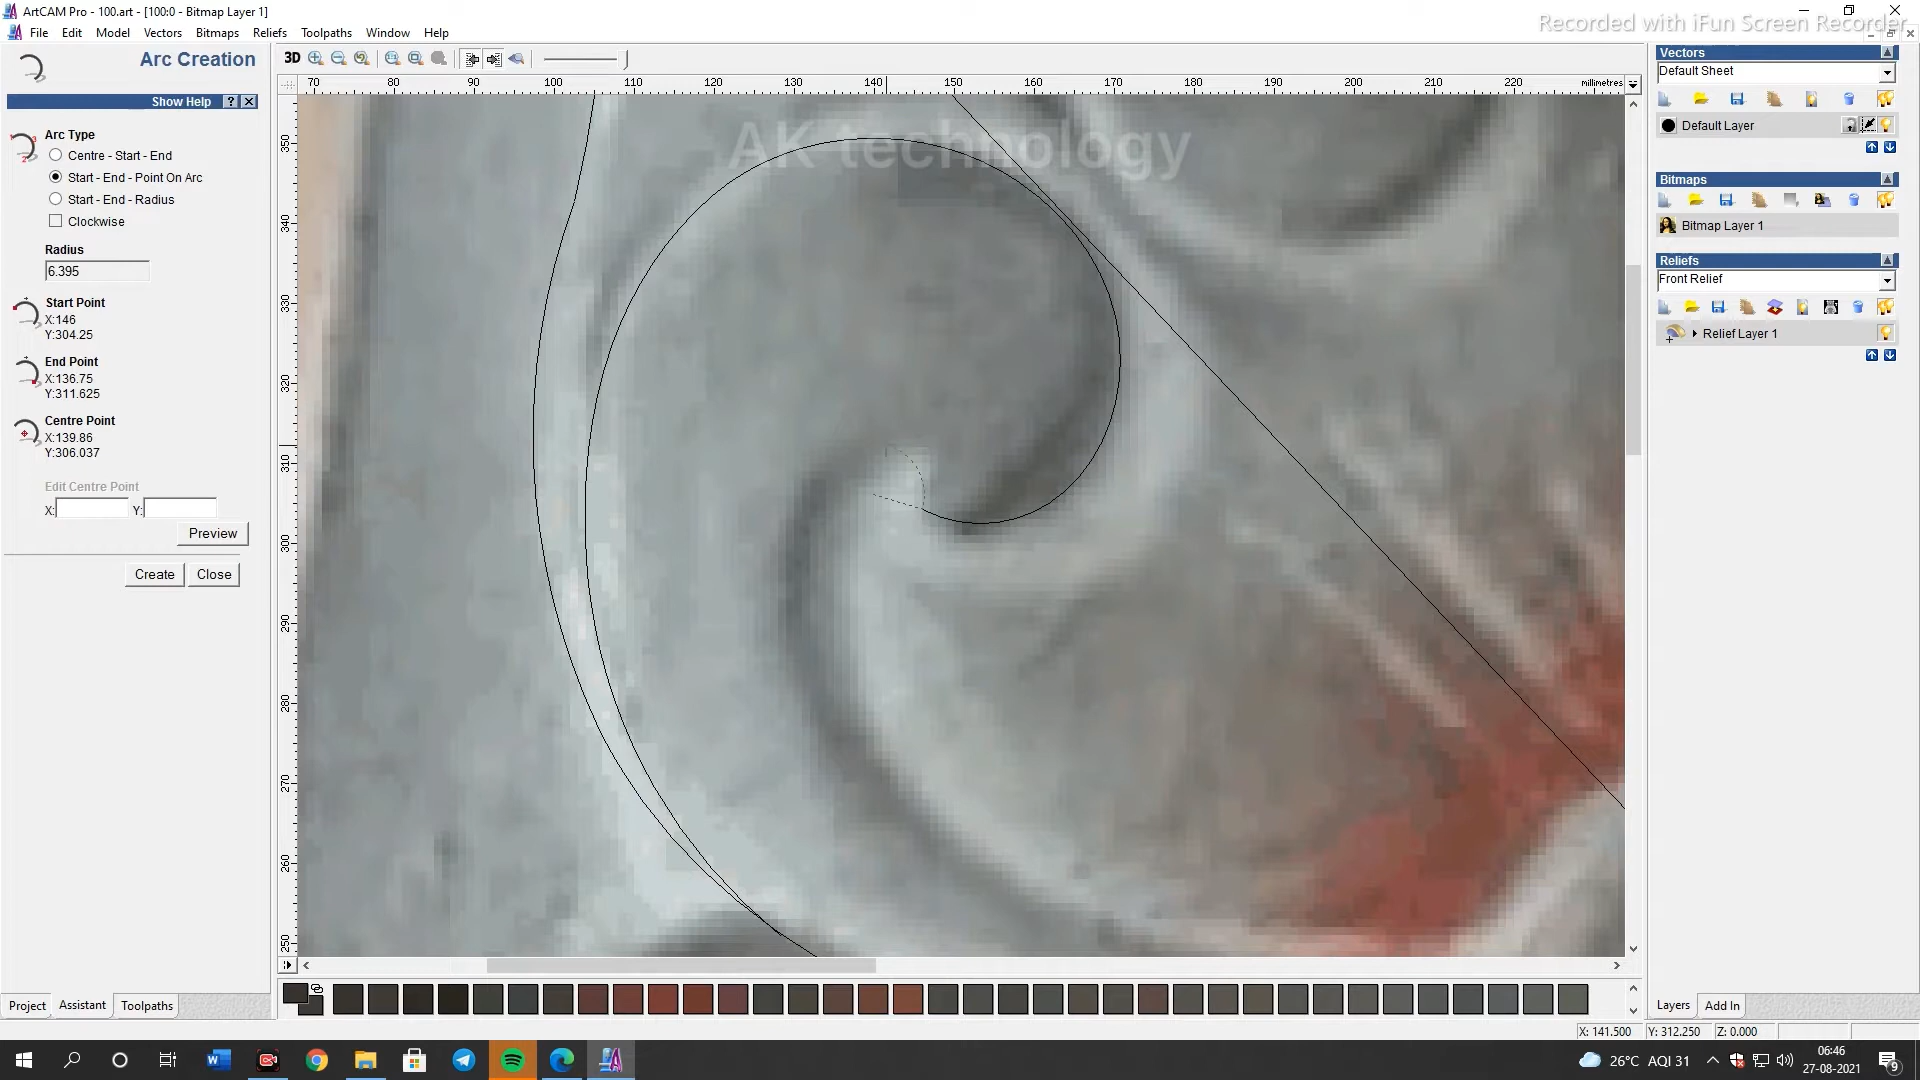 ArtCAM Pro - 100.art - [100:0 - Bitmap Layer 1]
Recorded with iFun Screen Recorder
File Edit Model Vectors Bitmaps Reliefs Toolpaths Window Help
Arc Creation
Show Help ?
Arc Type
Centre - Start - End
Start - End - Point On Arc
Start - End - Radius
Clockwise
Radius
6.395
Start Point
X:146
Y:304.25
End Point
X:136.75
Y:311.625
Centre Point
X:139.86
Y:306.037
Edit Centre Point
X: Y:
Preview
Create Close
Project Assistant Toolpaths
3D
70 80 90 100 110 120 130 140 150 160 170 180 190 200 210 220 millimetres
350
340
330
320
310
300
290
280
270
260
250
AK technology
Vectors
Default Sheet
Default Layer
Bitmaps
Bitmap Layer 1
Reliefs
Front Relief
Relief Layer 1
Layers Add In
X: 141.500 Y: 312.250 Z: 0.000
26°C AQI 31
06:46
27-08-2021
9